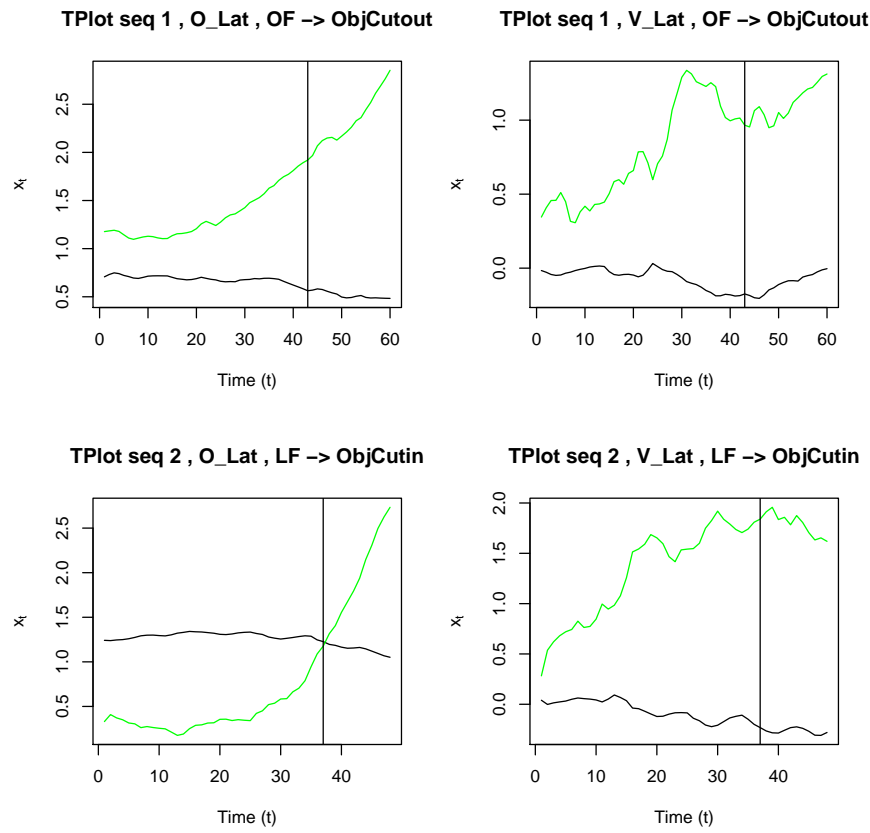 TPlot seq 1 , O_Lat , OF −> ObjCutout
2.5
2.0
1.5
1.0
0.5
x_t
0 10 20 30 40 50 60
Time (t)
TPlot seq 1 , V_Lat , OF −> ObjCutout
1.0
0.5
0.0
x_t
0 10 20 30 40 50 60
Time (t)
TPlot seq 2 , O_Lat , LF −> ObjCutin
2.5
2.0
1.5
1.0
0.5
x_t
0 10 20 30 40
Time (t)
TPlot seq 2 , V_Lat , LF −> ObjCutin
2.0
1.5
1.0
0.5
0.0
x_t
0 10 20 30 40
Time (t)